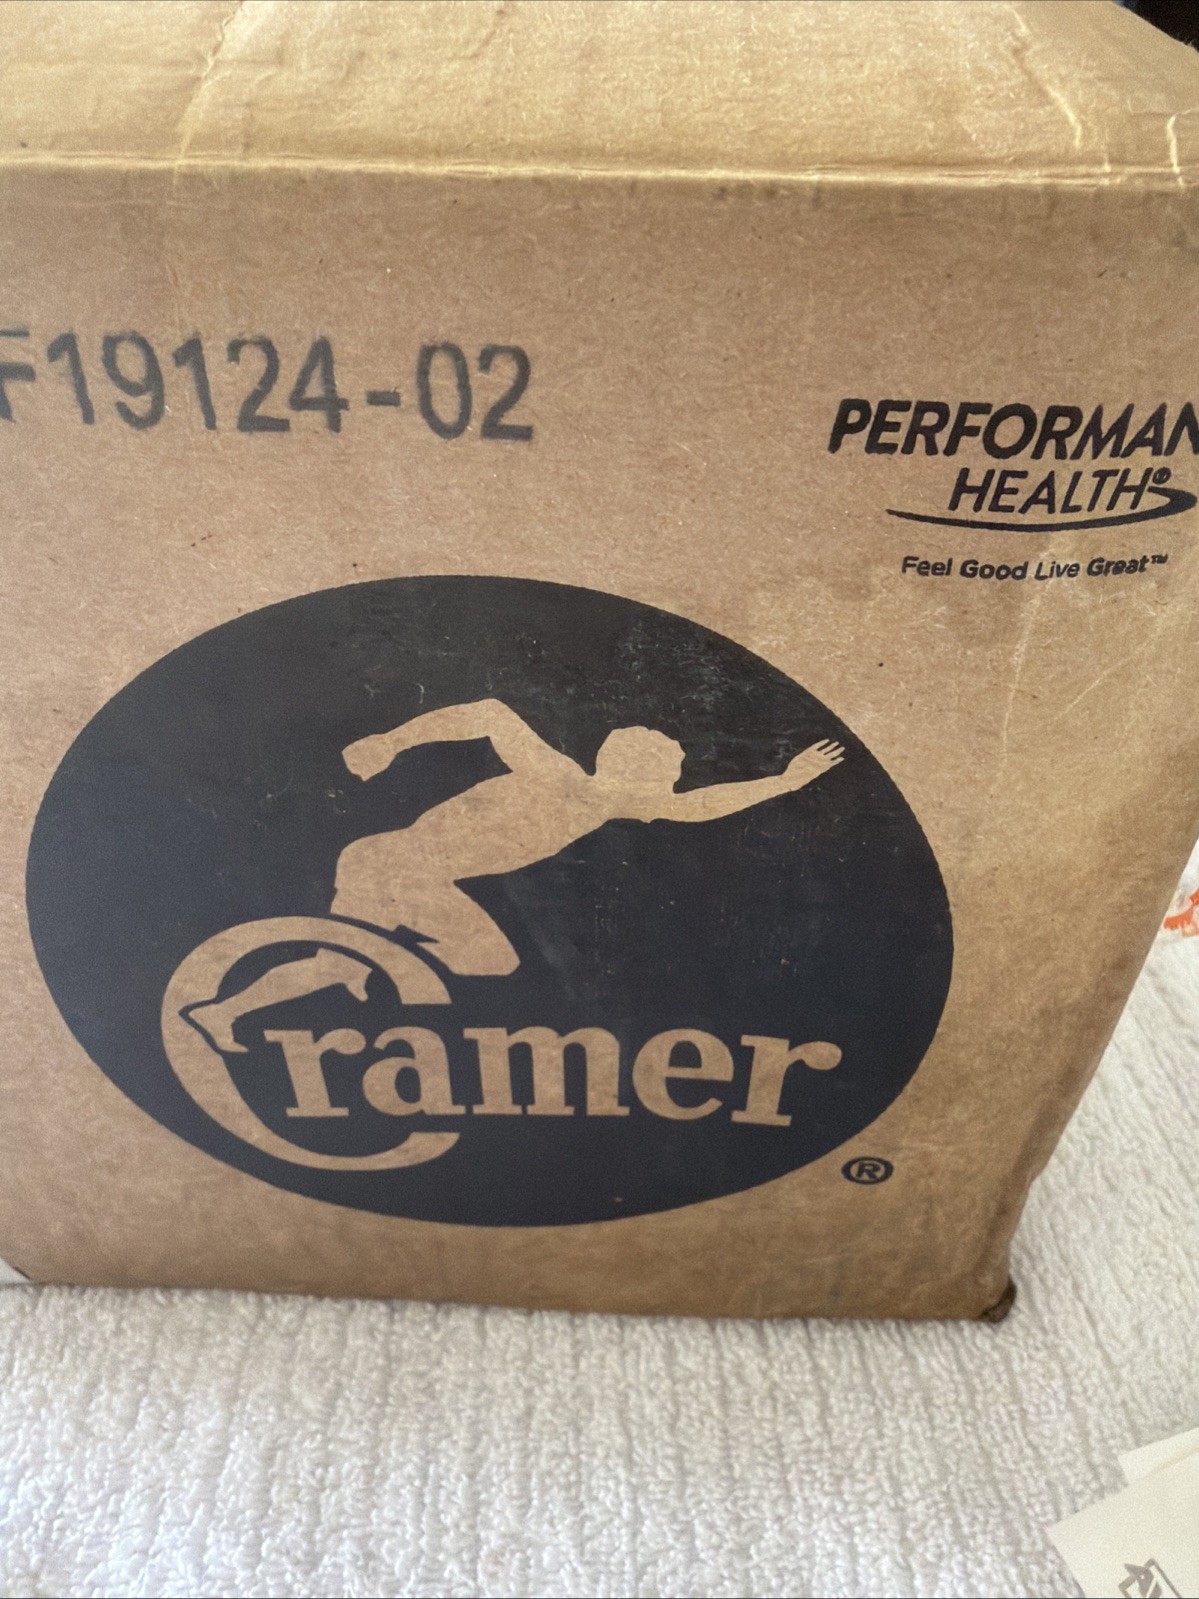 F19124-02
PERFORMAN
HEALTH®
Feel Good Live Great™
Cramer
®